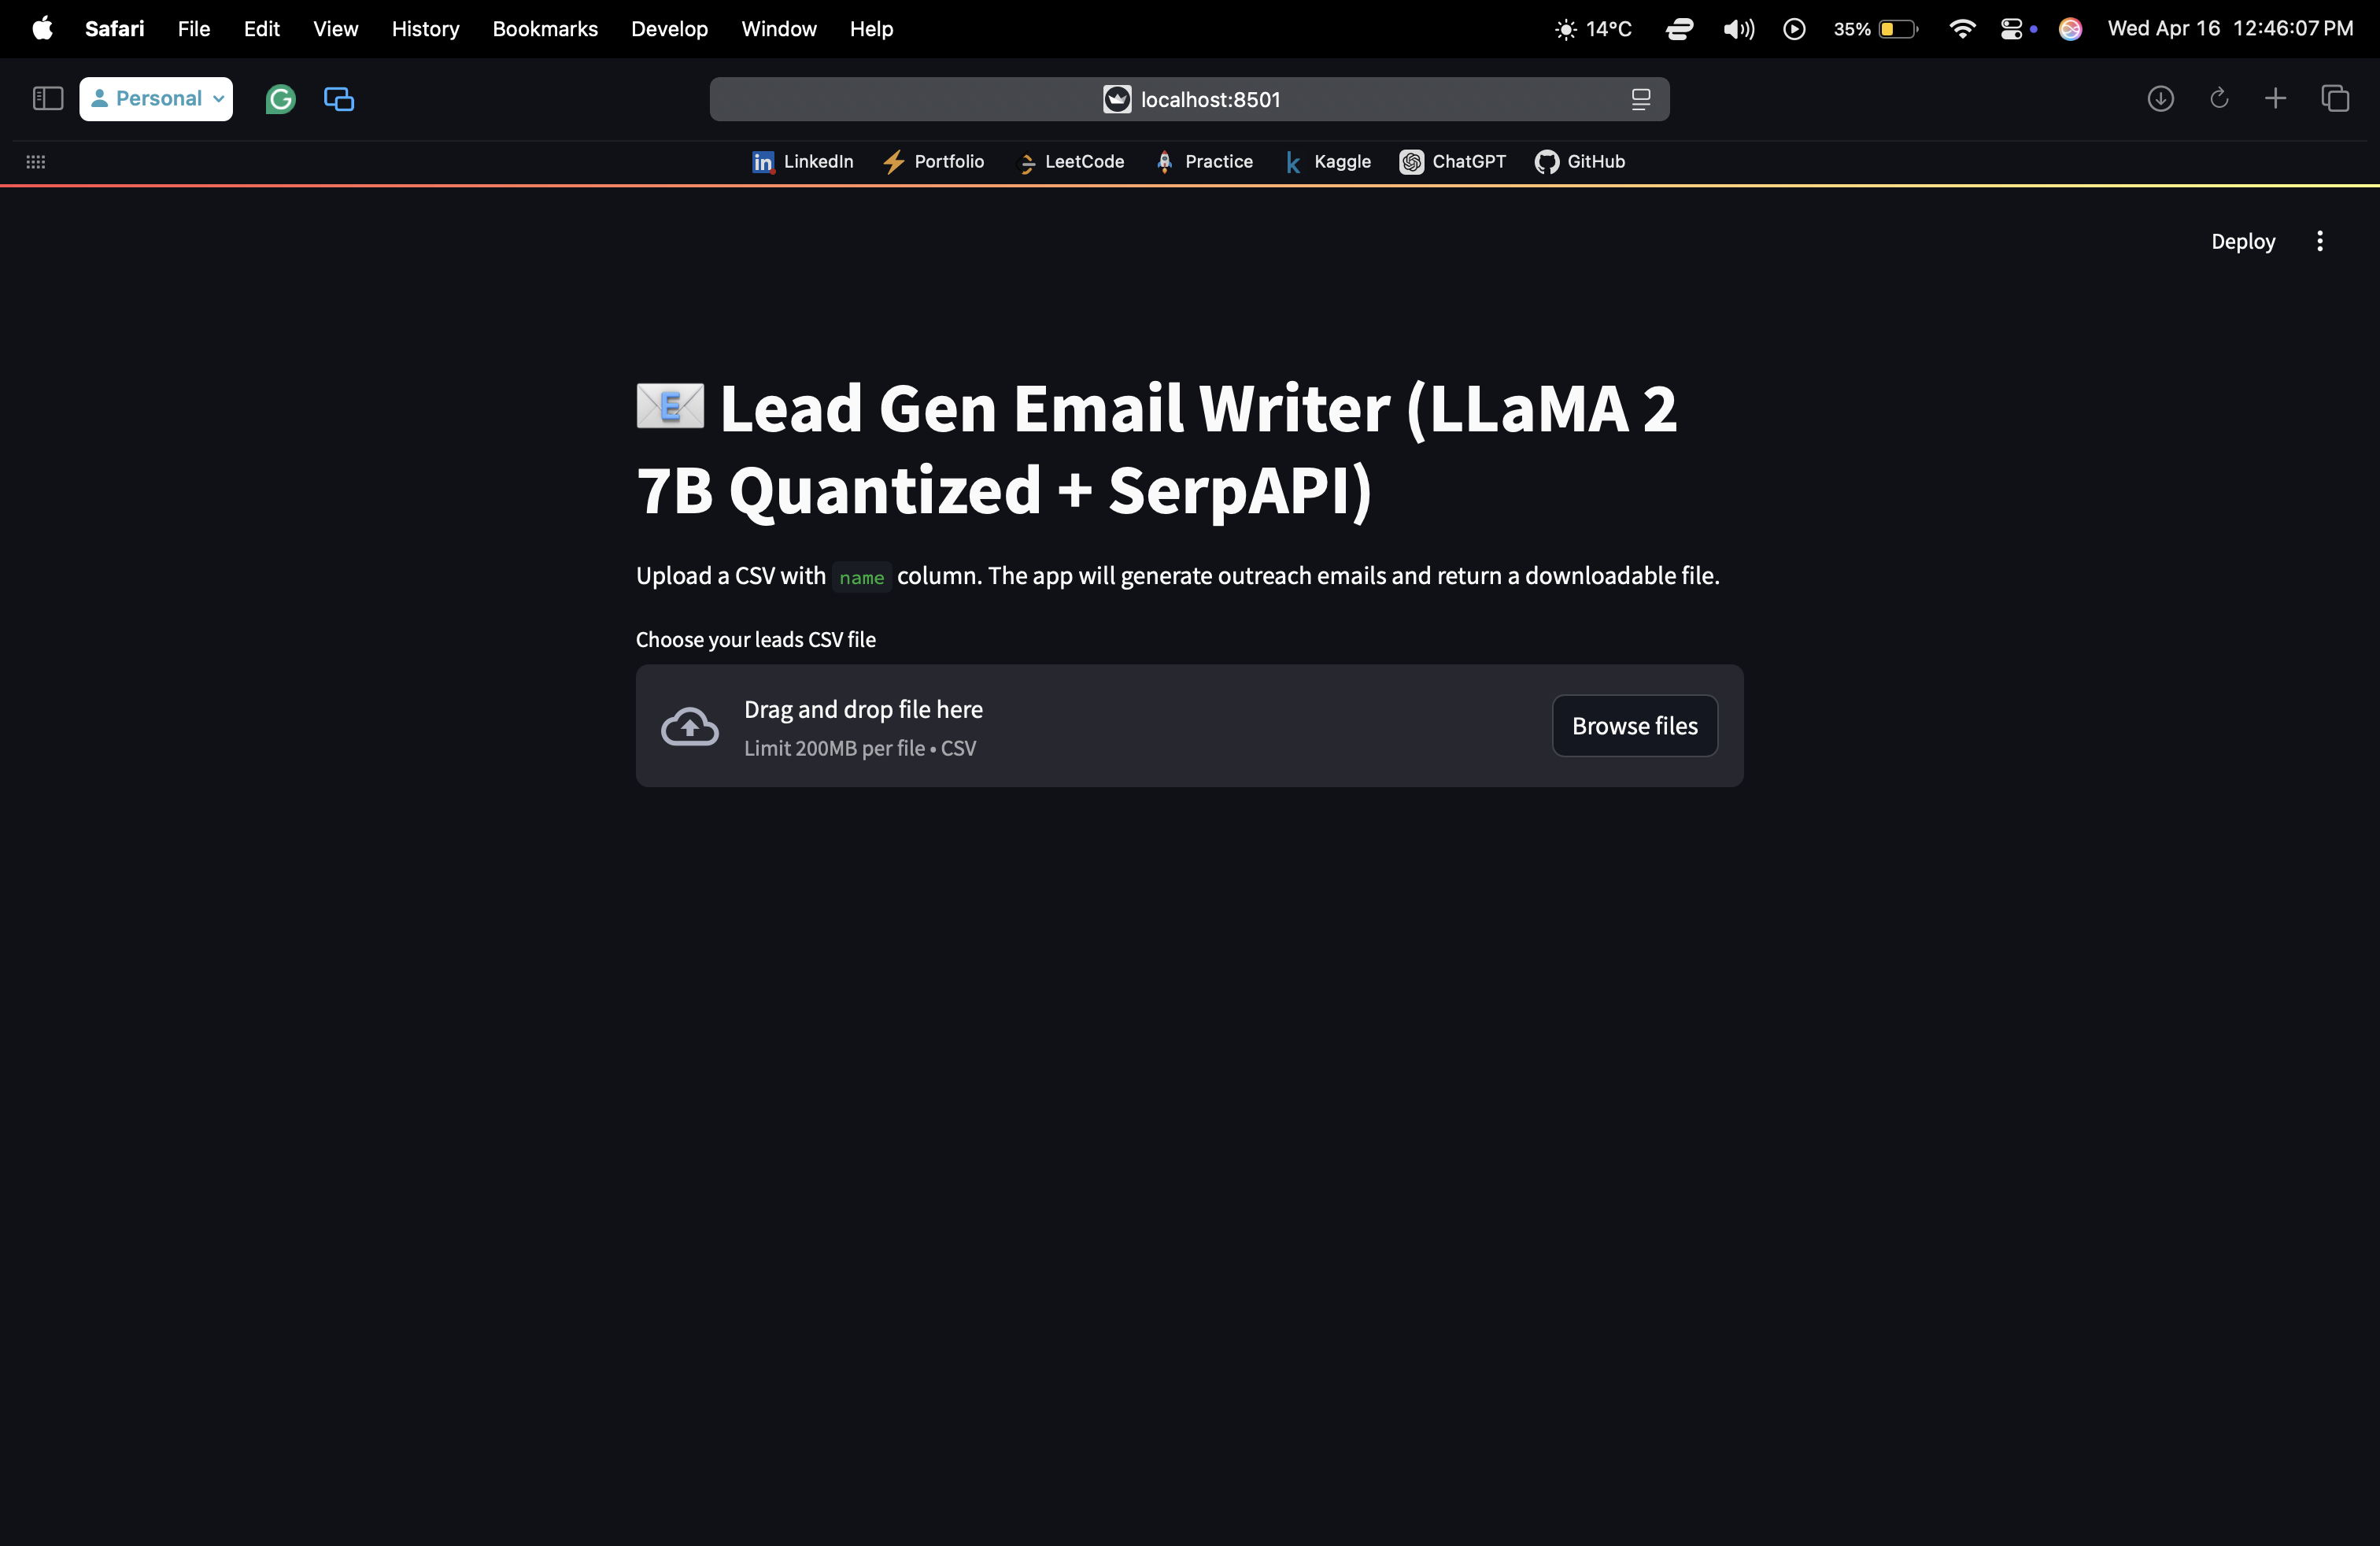 Safari File Edit View History Bookmarks Develop Window Help 14°C 35% Wed Apr 16 12:46:07 PM
Personal localhost:8501
LinkedIn Portfolio LeetCode Practice Kaggle ChatGPT GitHub
Deploy
Lead Gen Email Writer (LLaMA 2
7B Quantized + SerpAPI)
Upload a CSV with name column. The app will generate outreach emails and return a downloadable file.
Choose your leads CSV file
Drag and drop file here
Limit 200MB per file • CSV
Browse files